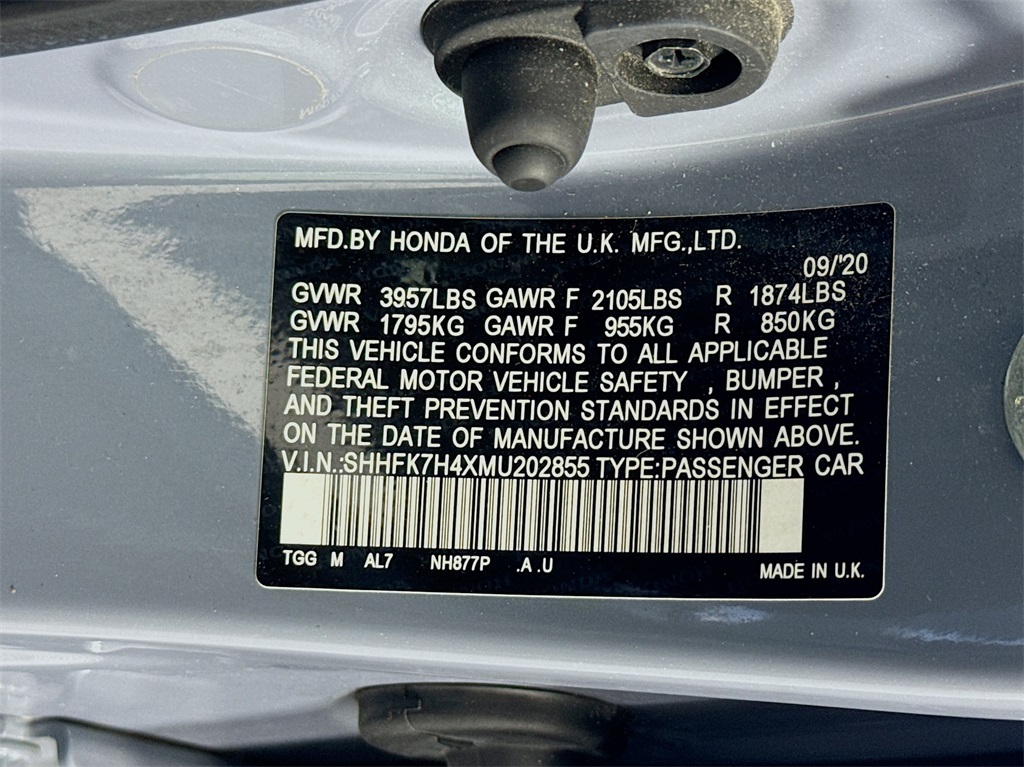 MFD.BY HONDA OF THE U.K. MFG.,LTD.
09/'20
GVWR 3957LBS GAWR F 2105LBS R 1874LBS
GVWR 1795KG GAWR F 955KG R 850KG
THIS VEHICLE CONFORMS TO ALL APPLICABLE
FEDERAL MOTOR VEHICLE SAFETY , BUMPER ,
AND THEFT PREVENTION STANDARDS IN EFFECT
ON THE DATE OF MANUFACTURE SHOWN ABOVE.
V.I.N.:SHHFK7H4XMU202855 TYPE:PASSENGER CAR
TGG M AL7 NH877P .A .U
MADE IN U.K.